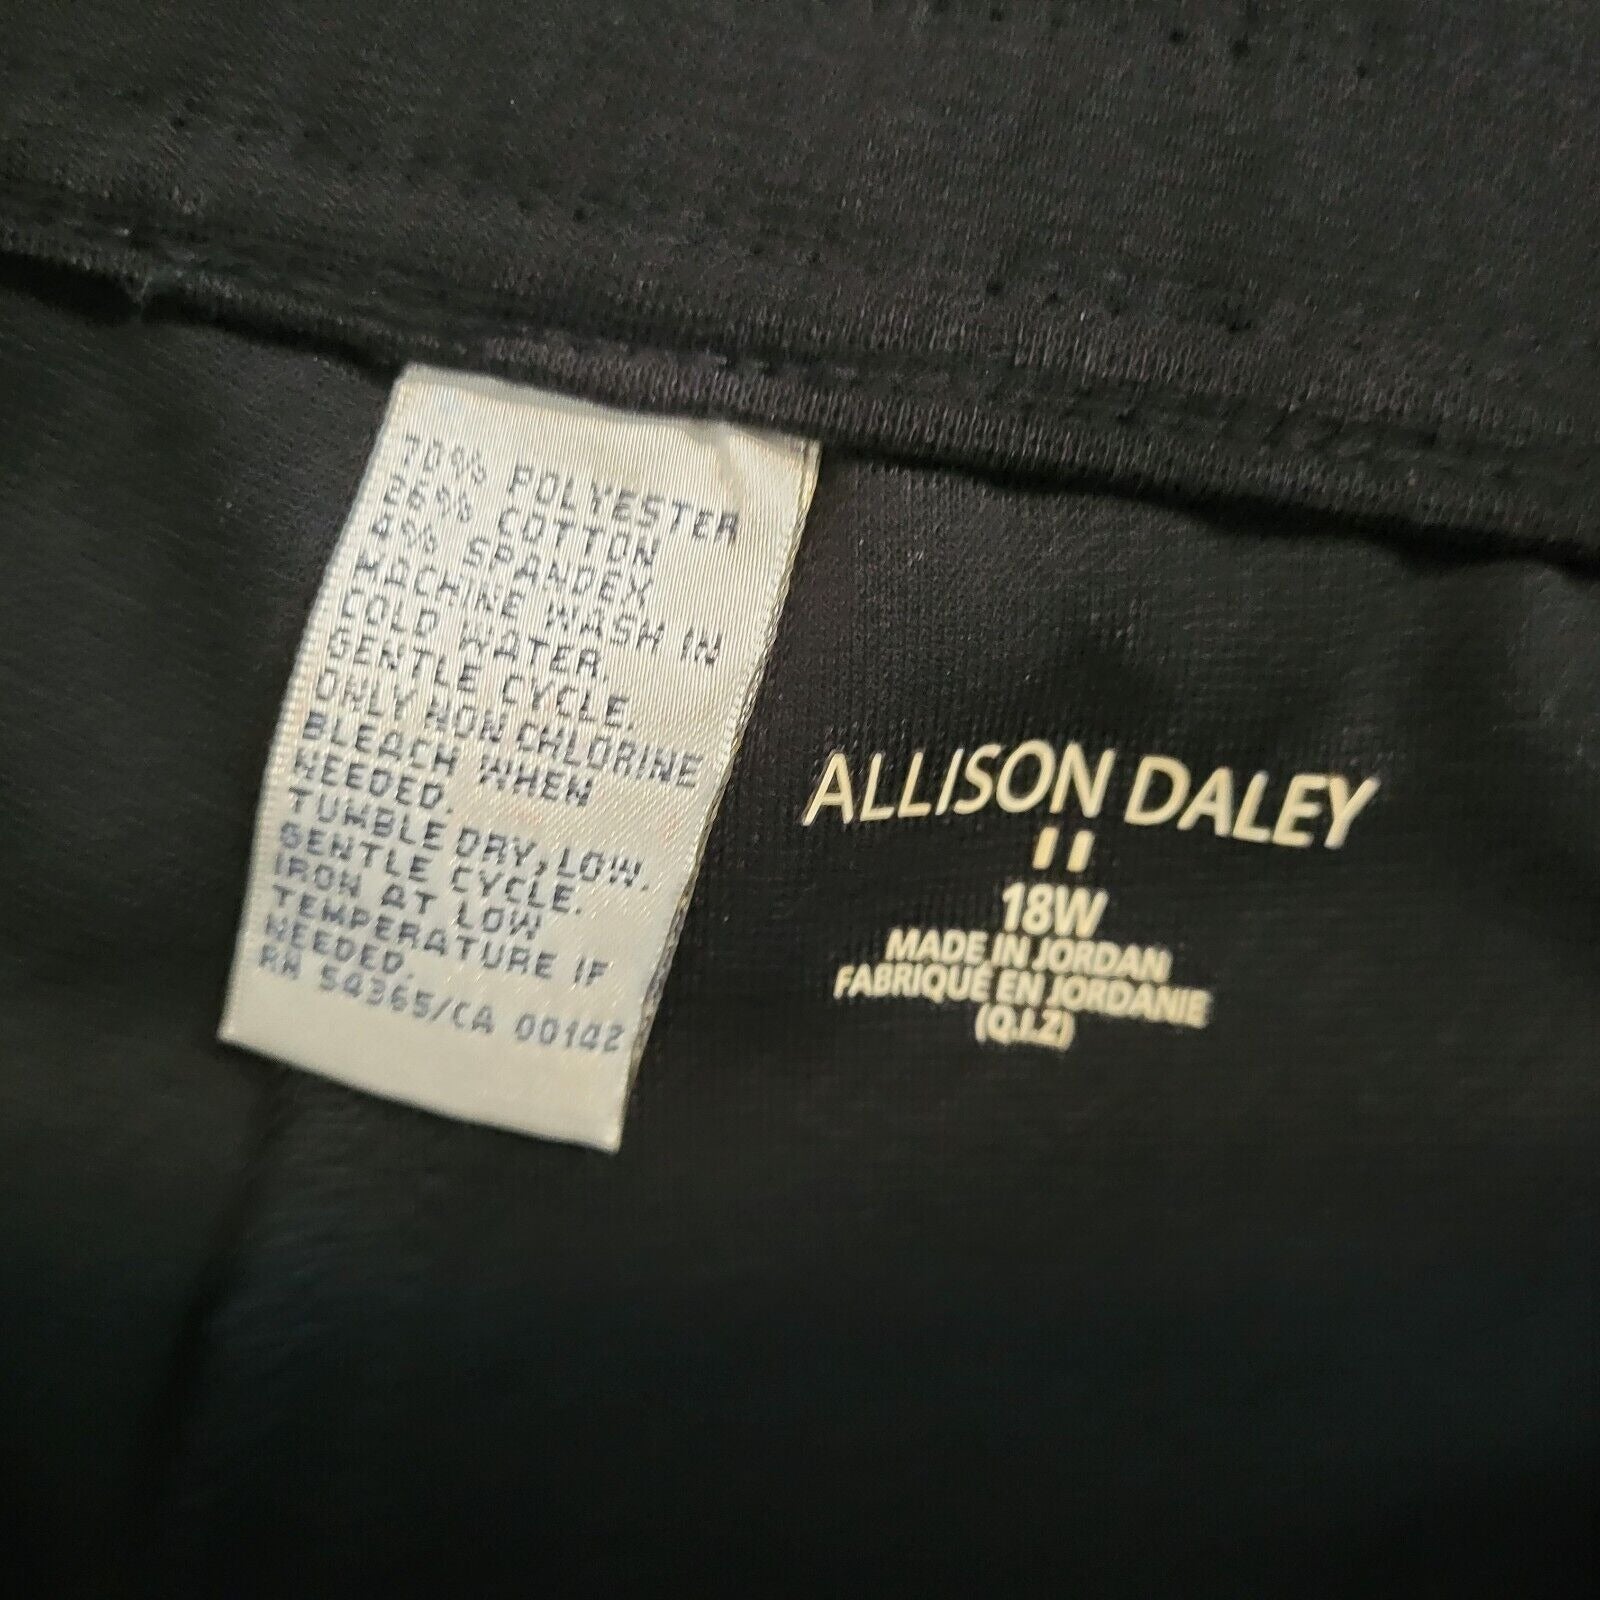 70% POLYESTER
26% COTTON
4% SPANDEX
MACHINE WASH IN
COLD WATER.
GENTLE CYCLE.
ONLY NON CHLORINE
BLEACH WHEN
NEEDED.
TUMBLE DRY, LOW.
GENTLE CYCLE.
IRON AT LOW
TEMPERATURE IF
NEEDED.
RN 54365/CA 00142
ALLISON DALEY
II
18W
MADE IN JORDAN
FABRIQUÉ EN JORDANIE
(Q.I.Z)